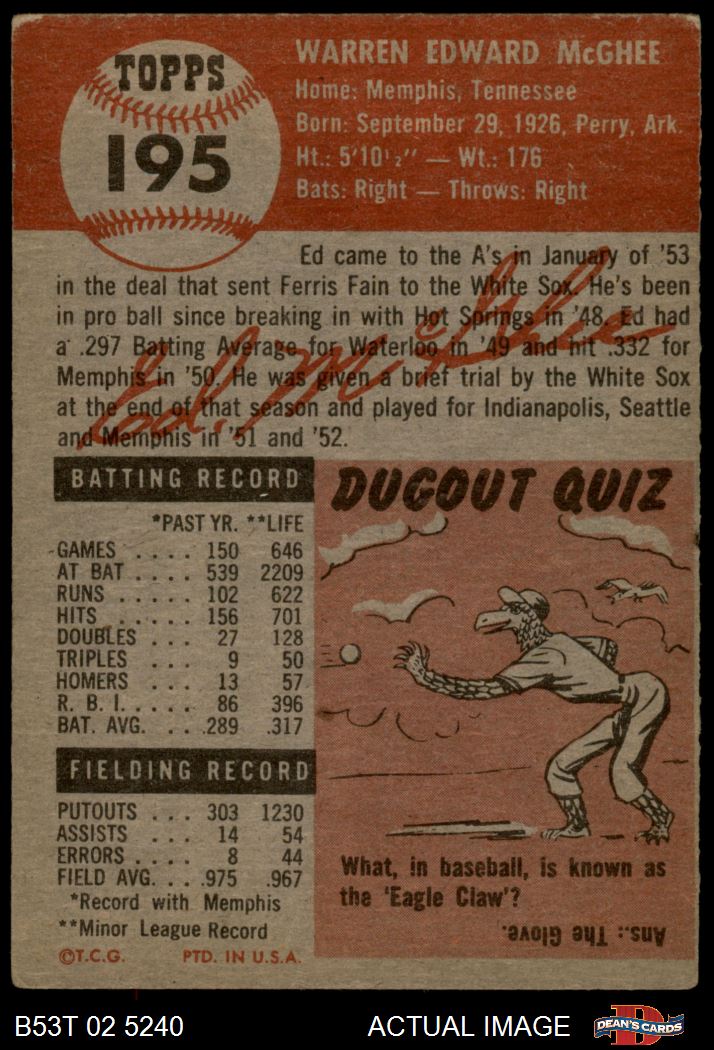 TOPPS
195
WARREN EDWARD McGHEE
Home: Memphis, Tennessee
Born: September 29, 1926, Perry, Ark.
Ht.: 5'10½" — Wt.: 176
Bats: Right — Throws: Right
Ed came to the A's in January of '53
in the deal that sent Ferris Fain to the White Sox. He's been
in pro ball since breaking in with Hot Springs in '48. Ed had
a .297 Batting Average for Waterloo in '49 and hit .332 for
Memphis in '50. He was given a brief trial by the White Sox
at the end of that season and played for Indianapolis, Seattle
and Memphis in '51 and '52.
Ed. McGhee
BATTING RECORD
*PAST YR. **LIFE
GAMES .... 150 646
AT BAT .... 539 2209
RUNS ..... 102 622
HITS ..... 156 701
DOUBLES ... 27 128
TRIPLES ... 9 50
HOMERS ... 13 57
R. B. I. .... 86 396
BAT. AVG. ... .289 .317
FIELDING RECORD
PUTOUTS ... 303 1230
ASSISTS ... 14 54
ERRORS .... 8 44
FIELD AVG. ... .975 .967
*Record with Memphis
**Minor League Record
©T.C.G. PTD. IN U.S.A.
DUGOUT QUIZ
What, in baseball, is known as
the 'Eagle Claw'?
Ans.: The Glove.
B53T 02 5240
ACTUAL IMAGE
D
DEAN'S CARDS